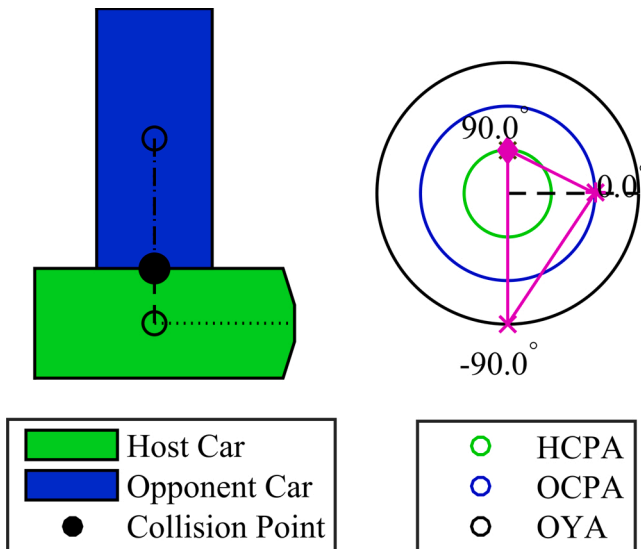 90.0°
0.0°
-90.0°
Host Car
Opponent Car
Collision Point
HCPA
OCPA
OYA